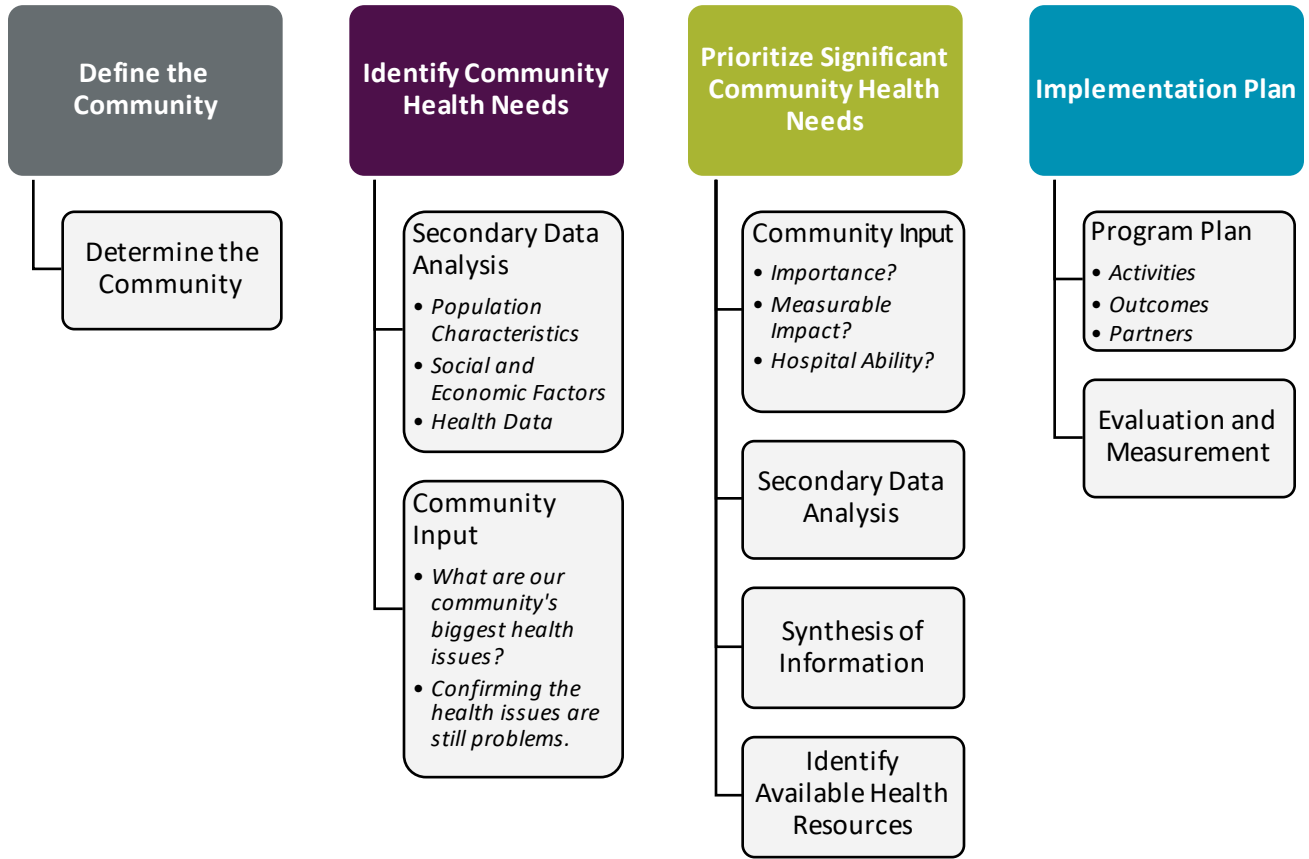 Define the
Community
Determine the
Community
Identify Community
Health Needs
Secondary Data
Analysis
• Population
Characteristics
• Social and
Economic Factors
• Health Data
Community
Input
• What are our
community's
biggest health
issues?
• Confirming the
health issues are
still problems.
Prioritize Significant
Community Health
Needs
Community Input
• Importance?
• Measurable
Impact?
• Hospital Ability?
Secondary Data
Analysis
Synthesis of
Information
Identify
Available Health
Resources
Implementation Plan
Program Plan
• Activities
• Outcomes
• Partners
Evaluation and
Measurement